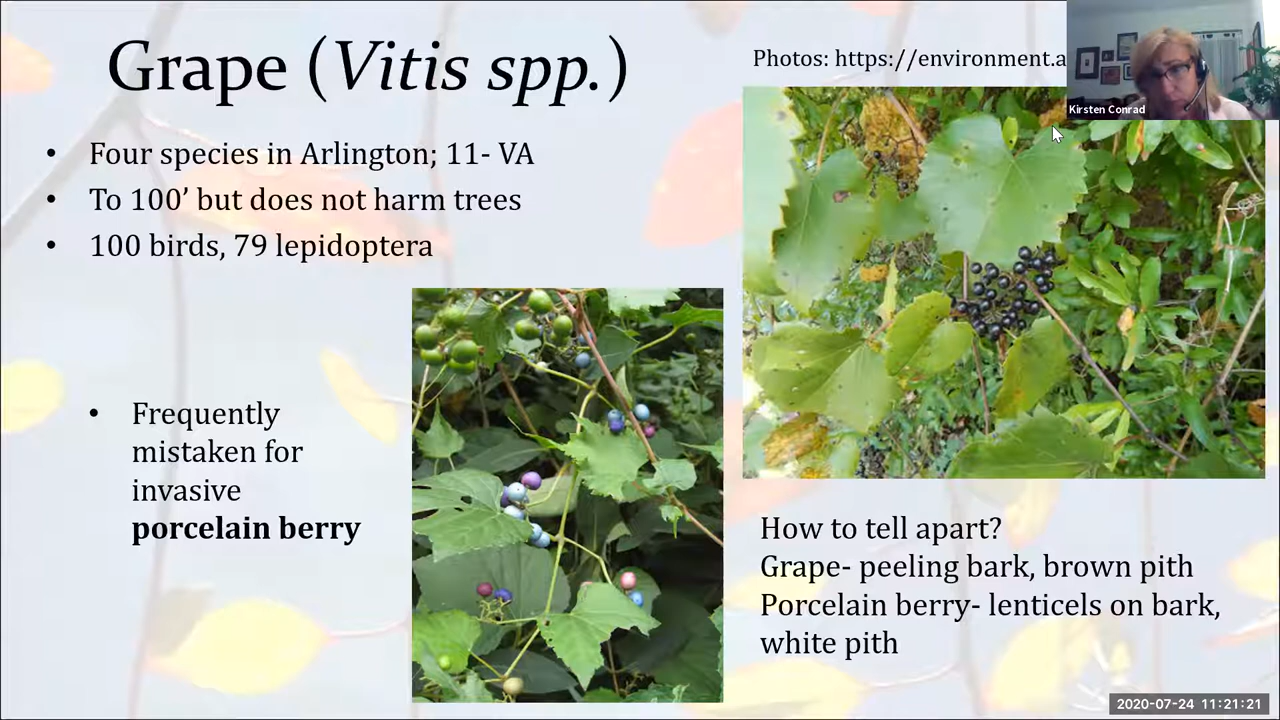 Grape (Vitis spp.)
Photos: https://environment.a
Kirsten Conrad
• Four species in Arlington; 11- VA
• To 100’ but does not harm trees
• 100 birds, 79 lepidoptera
• Frequently
mistaken for
invasive
porcelain berry
How to tell apart?
Grape- peeling bark, brown pith
Porcelain berry- lenticels on bark,
white pith
2020-07-24 11:21:21